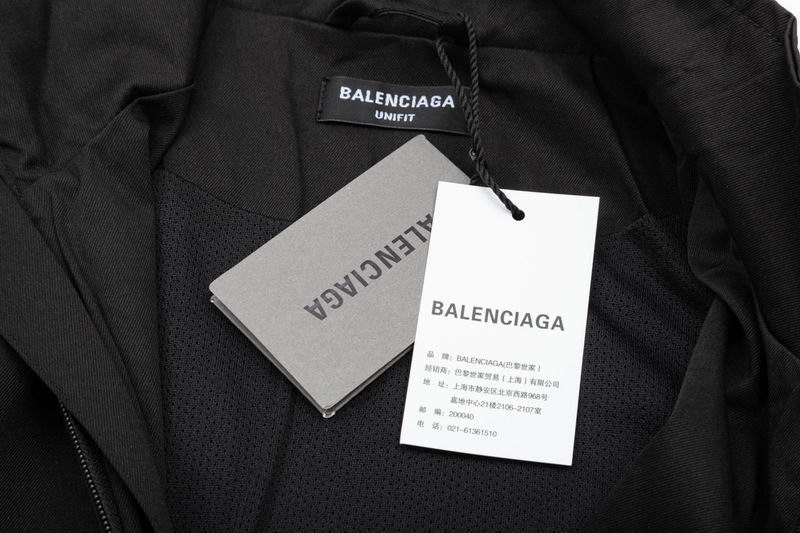 BALENCIAGA
UNIFIT
BALENCIAGA
BALENCIAGA
品 牌：BALENCIAGA(巴黎世家）
经销商：巴黎世家贸易（上海）有限公司
地 址：上海市静安区北京西路968号
嘉地中心21楼2106-2107室
邮 编：200040
电 话：021-61361510